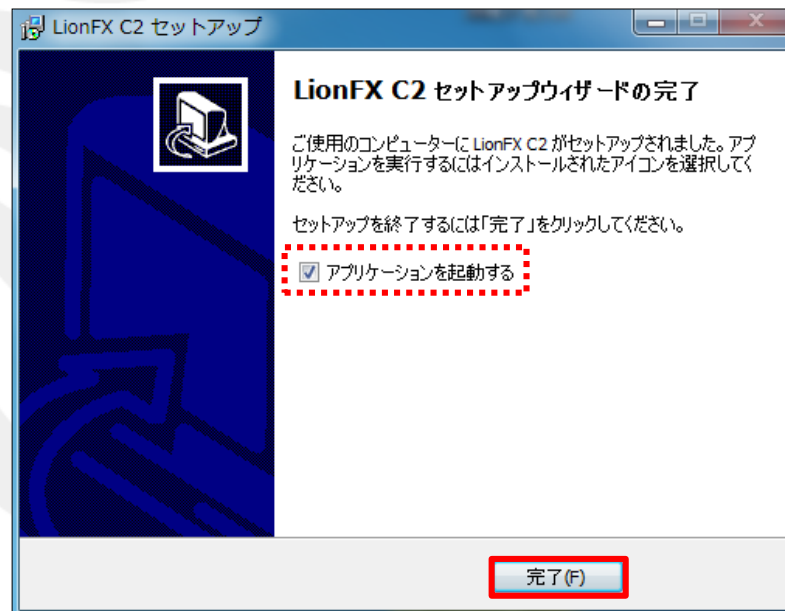 LionFX C2 セットアップ
LionFX C2 セットアップウィザードの完了
ご使用のコンピューターに LionFX C2 がセットアップされました。アプ
リケーションを実行するにはインストールされたアイコンを選択してく
ださい。
セットアップを終了するには「完了」をクリックしてください。
アプリケーションを起動する
完了(F)